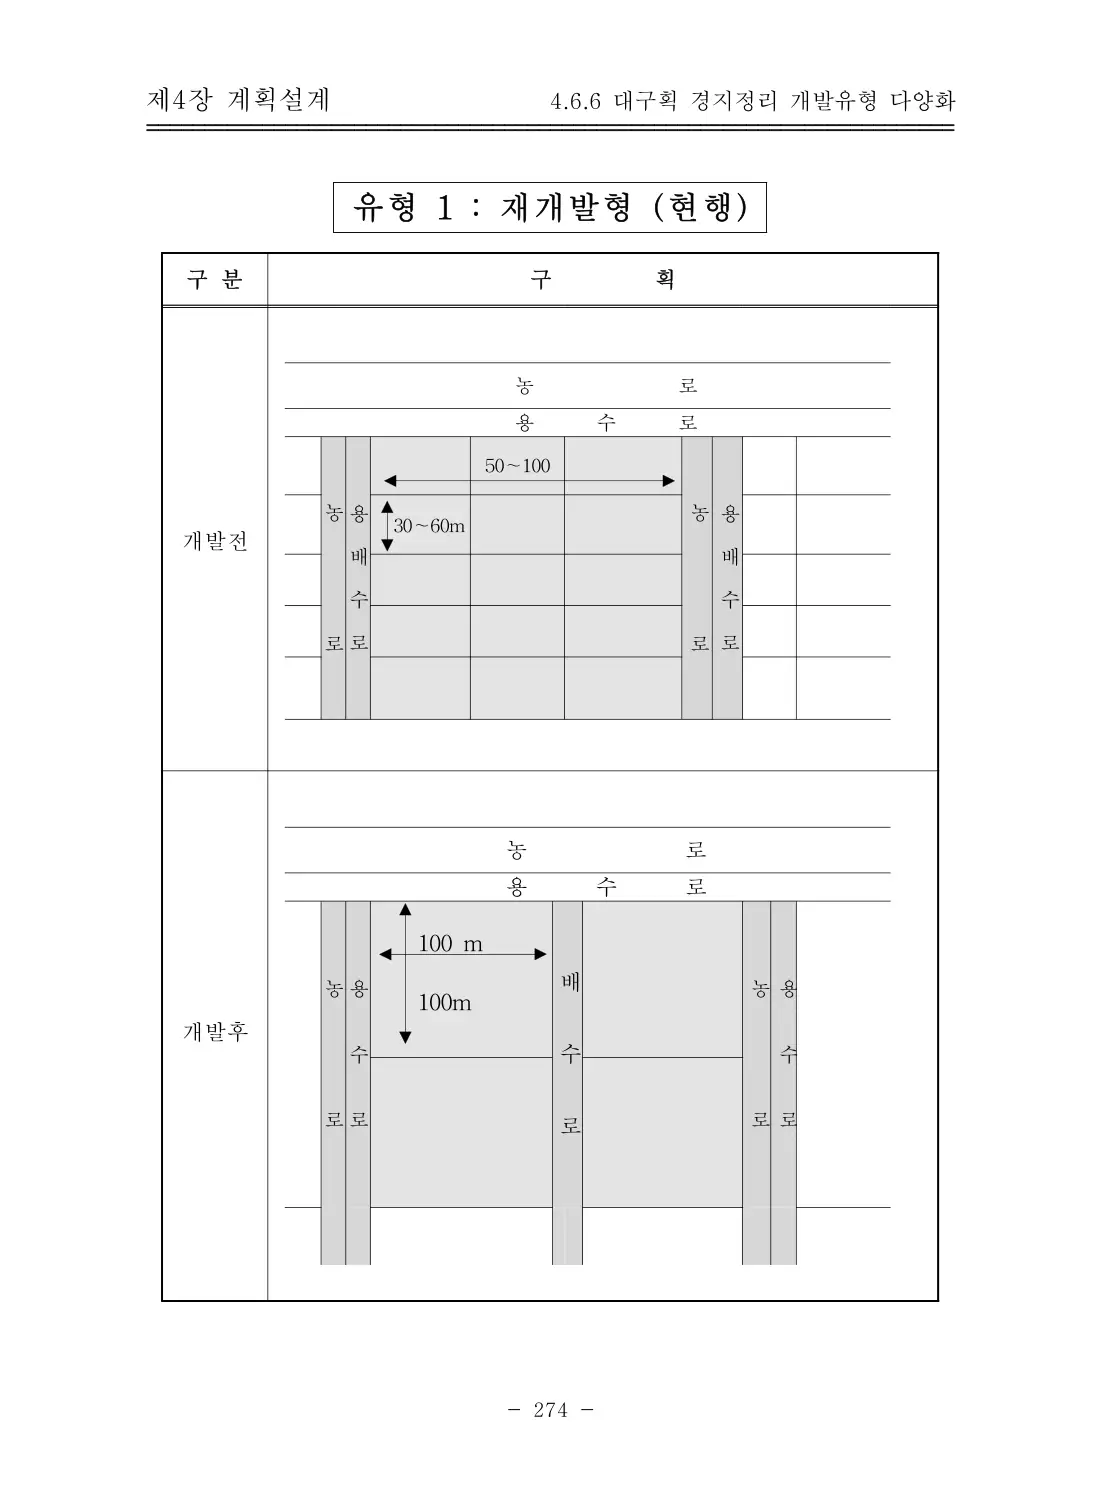 제4장 계획설계 4.6.6 대구획 경지정리 개발유형 다양화
유형 1 : 재개발형 (현행)
구 분 구 획
개발전
농 로
용 수 로
50∼100
30∼60m
농 로
용 배 수 로
농 로
용 배 수 로
개발후
농 로
용 수 로
100 m
100m
농 로
용 수 로
배 수 로
농 로
용 수 로
- 274 -